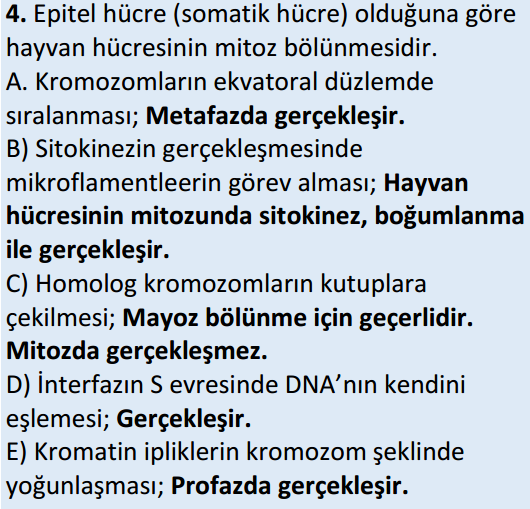 4. Epitel hücre (somatik hücre) olduğuna göre
hayvan hücresinin mitoz bölünmesidir.
A. Kromozomların ekvatoral düzlemde
sıralanması; Metafazda gerçekleşir.
B) Sitokinezin gerçekleşmesinde
mikroflamentleerin görev alması; Hayvan
hücresinin mitozunda sitokinez, boğumlanma
ile gerçekleşir.
C) Homolog kromozomların kutuplara
çekilmesi; Mayoz bölünme için geçerlidir.
Mitozda gerçekleşmez.
D) İnterfazın S evresinde DNA’nın kendini
eşlemesi; Gerçekleşir.
E) Kromatin ipliklerin kromozom şeklinde
yoğunlaşması; Profazda gerçekleşir.